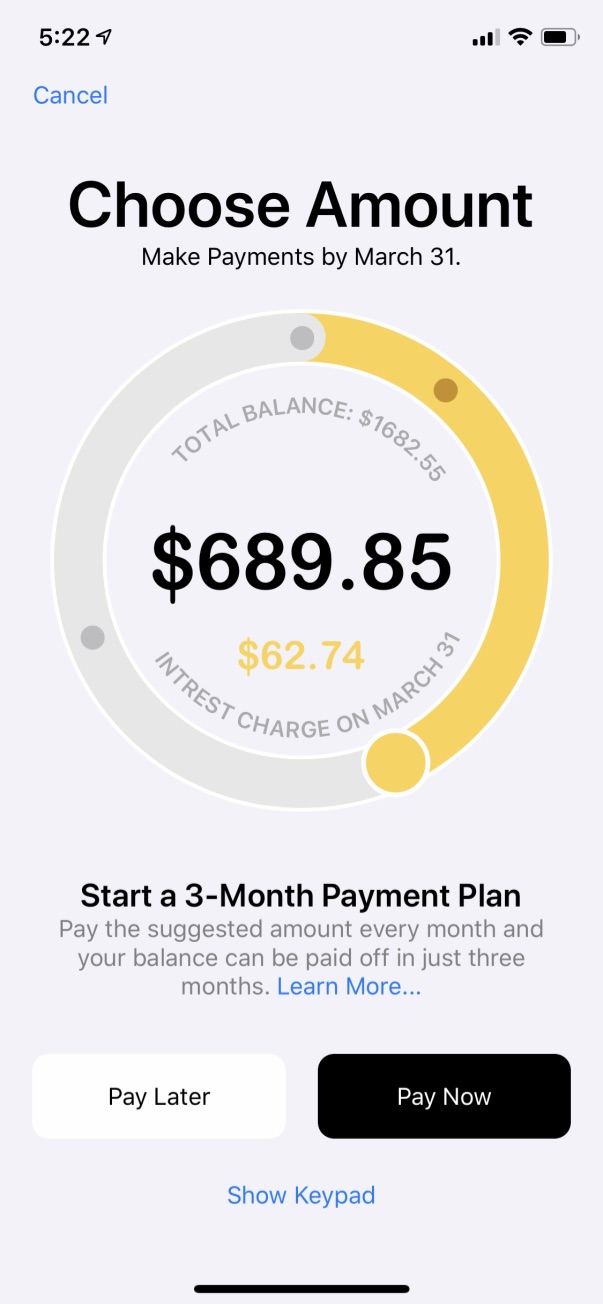 5:22
Cancel
Choose Amount
Make Payments by March 31.
TOTAL BALANCE: $1682.55
$689.85
$62.74
INTREST CHARGE ON MARCH 31
Start a 3-Month Payment Plan
Pay the suggested amount every month and
your balance can be paid off in just three
months. Learn More...
Pay Later
Pay Now
Show Keypad